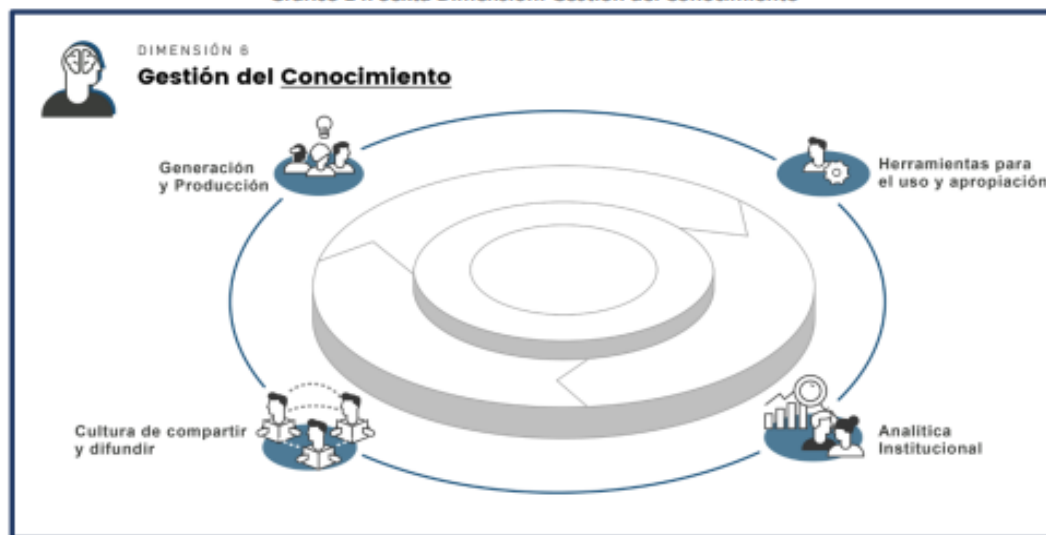 DIMENSIÓN 6
Gestión del Conocimiento
Generación
y Producción
Herramientas para
el uso y apropiación
Cultura de compartir
y difundir
Analítica
Institucional